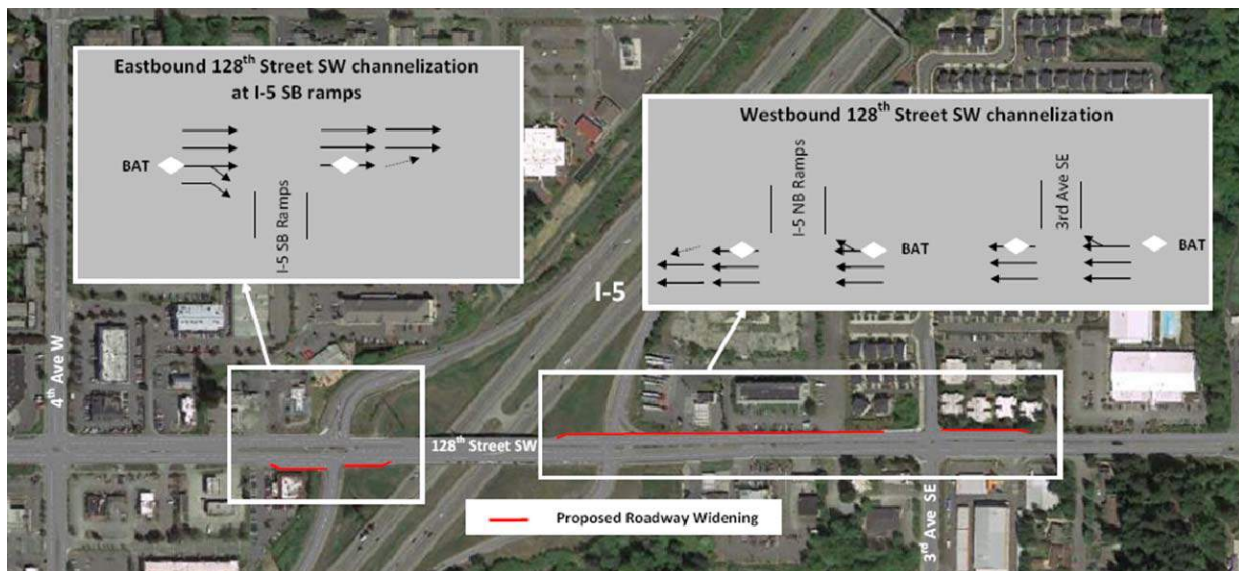 Eastbound 128th Street SW channelization
at I-5 SB ramps
BAT
I-5 SB Ramps
Westbound 128th Street SW channelization
I-5 NB Ramps
3rd Ave SE
BAT
BAT
I-5
4th Ave W
128th Street SW
3rd Ave SE
Proposed Roadway Widening